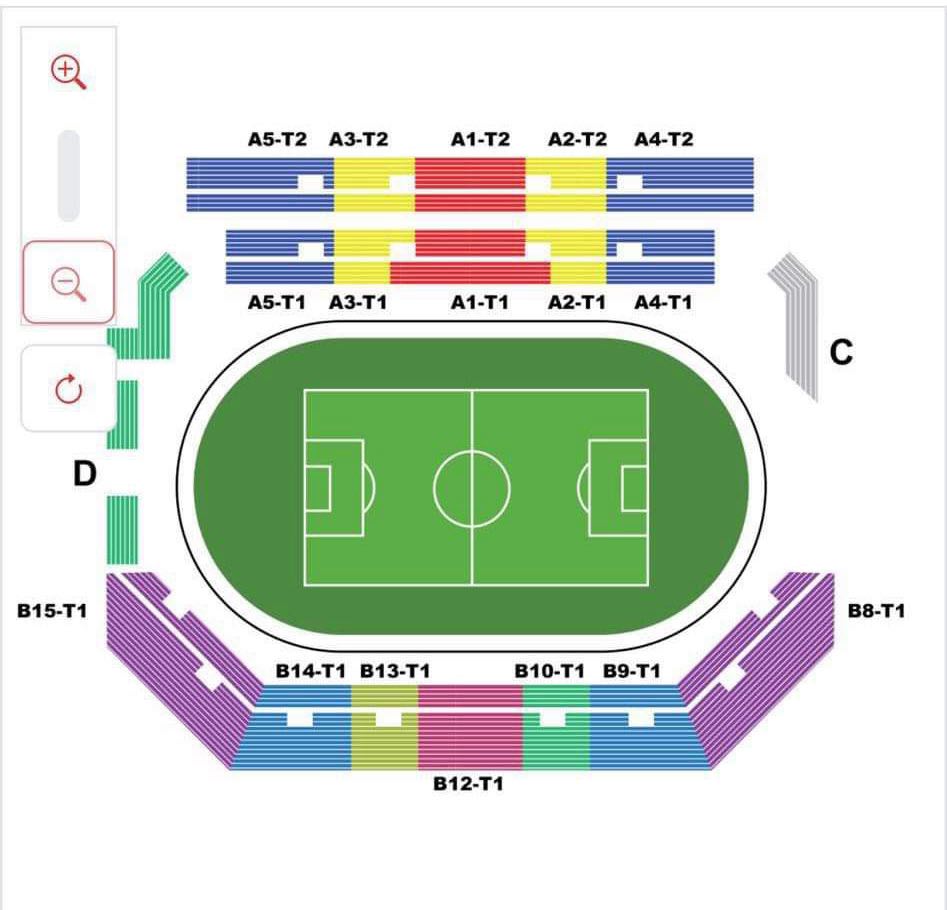 A5-T2 A3-T2 A1-T2 A2-T2 A4-T2
A5-T1 A3-T1 A1-T1 A2-T1 A4-T1
C
D
B15-T1 B8-T1
B14-T1 B13-T1 B10-T1 B9-T1
B12-T1